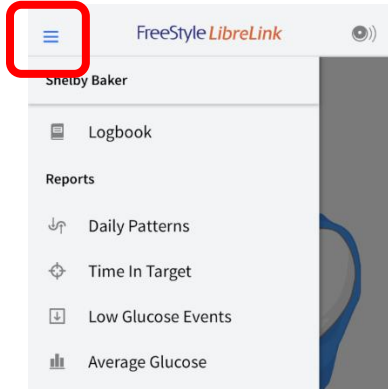 FreeStyle LibreLink
Shelby Baker
Logbook
Reports
Daily Patterns
Time In Target
Low Glucose Events
Average Glucose